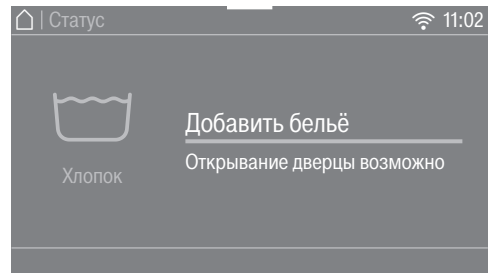 | Статус 11:02
Добавить бельё
Открывание дверцы возможно
Хлопок